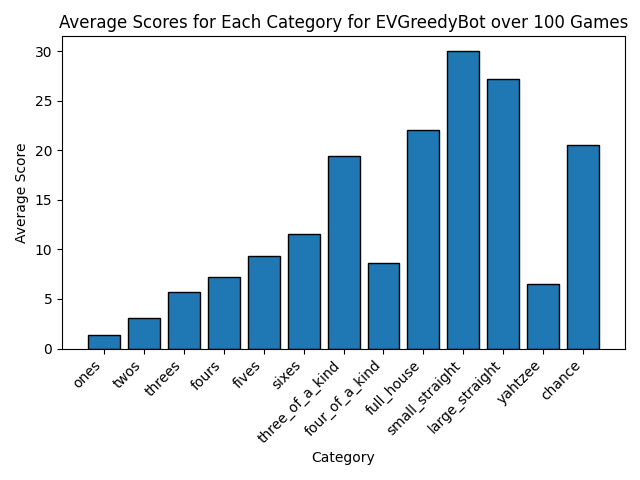 Average Scores for Each Category for EVGreedyBot over 100 Games
30
25
20
15
10
5
0
Average Score
ones
twos
threes
fours
fives
sixes
three_of_a_kind
four_of_a_kind
full_house
small_straight
large_straight
yahtzee
chance
Category